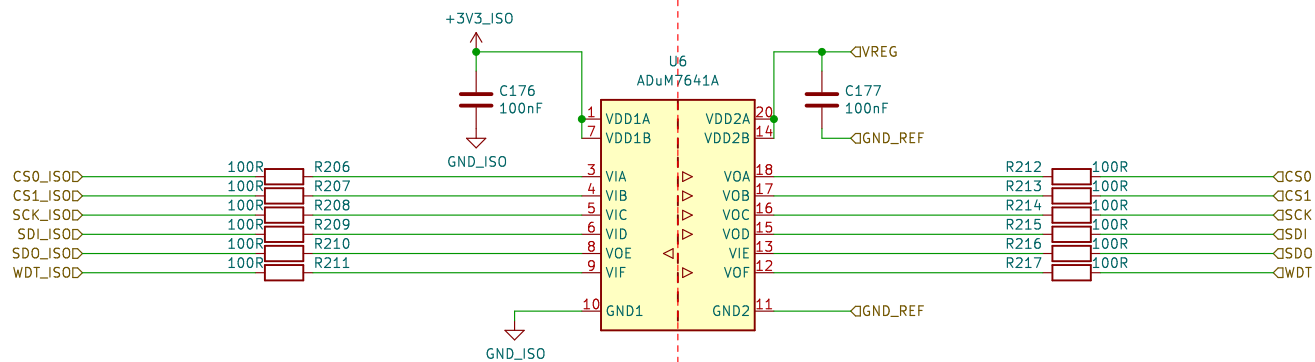 +3V3_ISO
U6
ADuM7641A
VREG
C176
100nF
C177
100nF
1 VDD1A
VDD2A 20
7 VDD1B
VDD2B 14
GND_REF
GND_ISO
CS0_ISO 100R R206 3 VIA VOA 18 R212 100R CS0
CS1_ISO 100R R207 4 VIB VOB 17 R213 100R CS1
SCK_ISO 100R R208 5 VIC VOC 16 R214 100R SCK
SDI_ISO 100R R209 6 VID VOD 15 R215 100R SDI
SDO_ISO 100R R210 8 VOE VIE 13 R216 100R SDO
WDT_ISO 100R R211 9 VIF VOF 12 R217 100R WDT
10 GND1 GND2 11 GND_REF
GND_ISO